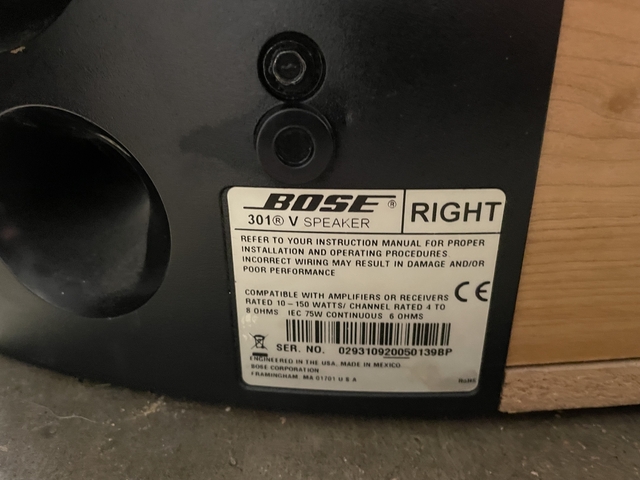 BOSE®
301® V SPEAKER
RIGHT
REFER TO YOUR INSTRUCTION MANUAL FOR PROPER
INSTALLATION AND OPERATING PROCEDURES
INCORRECT WIRING MAY RESULT IN DAMAGE AND/OR
POOR PERFORMANCE
CE
COMPATIBLE WITH AMPLIFIERS OR RECEIVERS
RATED 10 – 150 WATTS/ CHANNEL RATED 4 TO
8 OHMS IEC 75W CONTINUOUS 6 OHMS
SER. NO. 029310920050139BP
ENGINEERED IN THE USA. MADE IN MEXICO
BOSE CORPORATION
FRAMINGHAM, MA 01701 U S A
RoHS